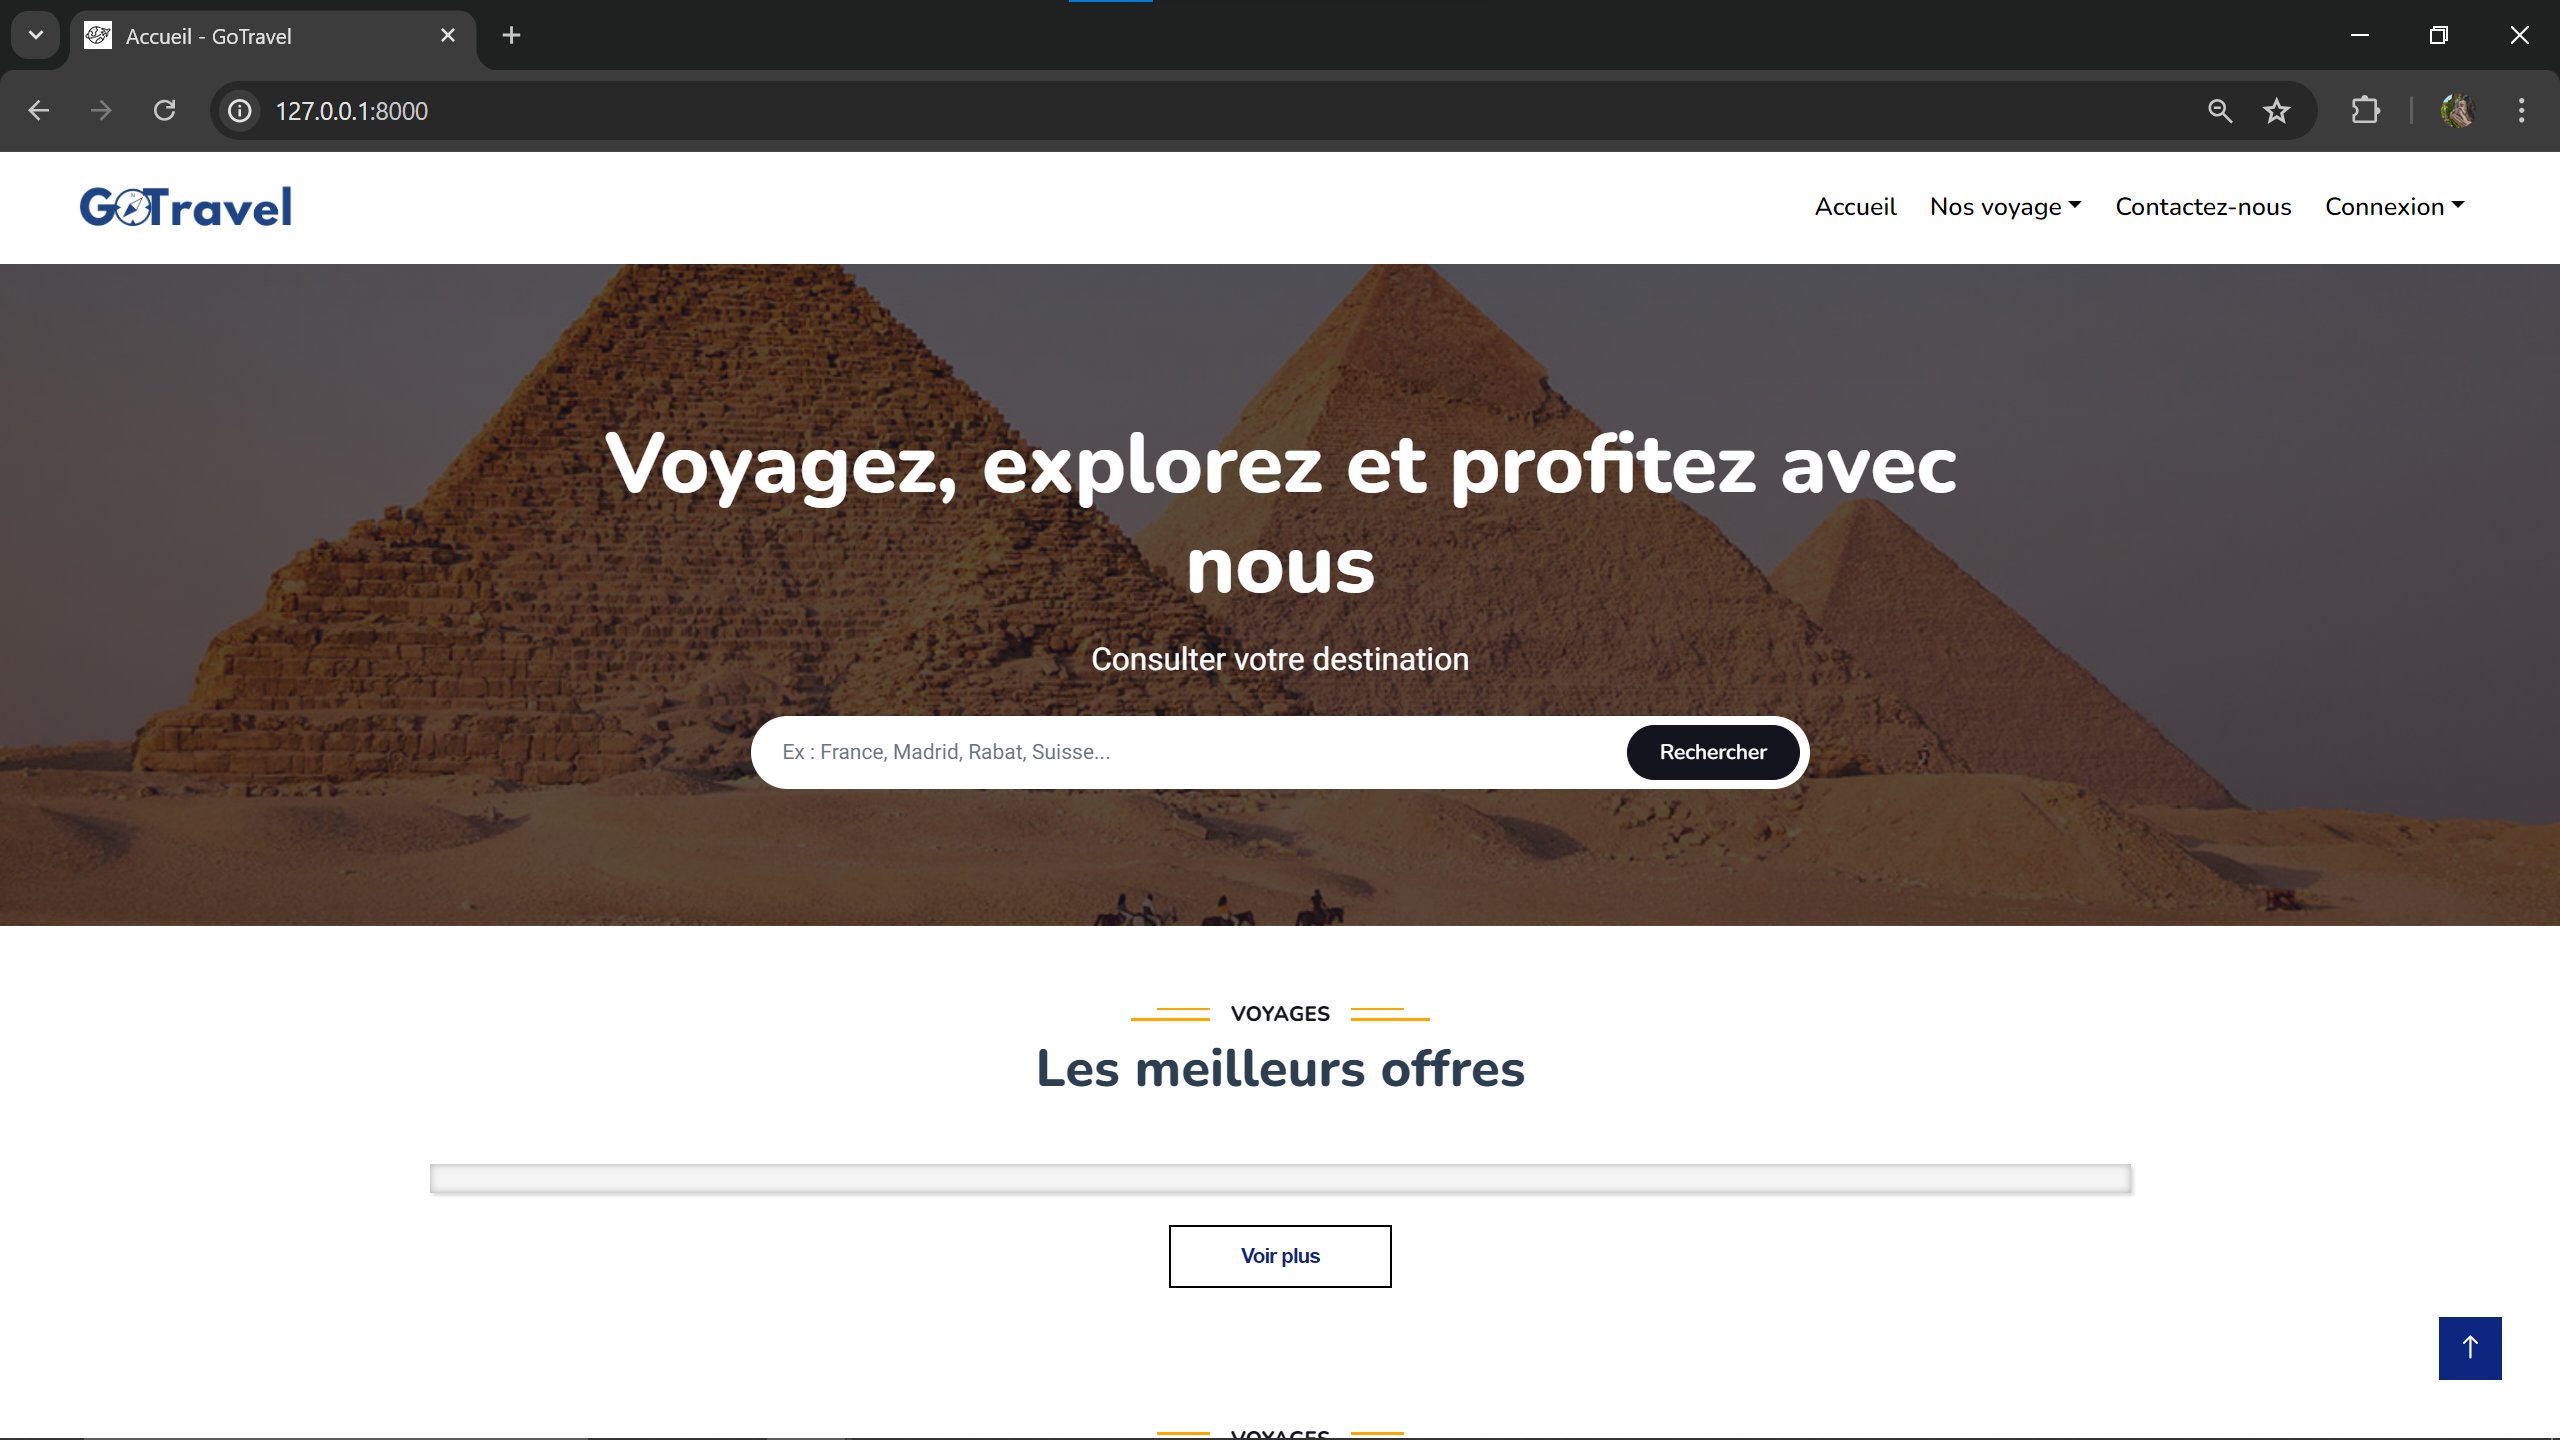 Accueil - GoTravel
127.0.0.1:8000
GoTravel
Accueil
Nos voyage
Contactez-nous
Connexion
Voyagez, explorez et profitez avec
nous
Consulter votre destination
Ex : France, Madrid, Rabat, Suisse...
Rechercher
VOYAGES
Les meilleurs offres
Voir plus
VOYAGES